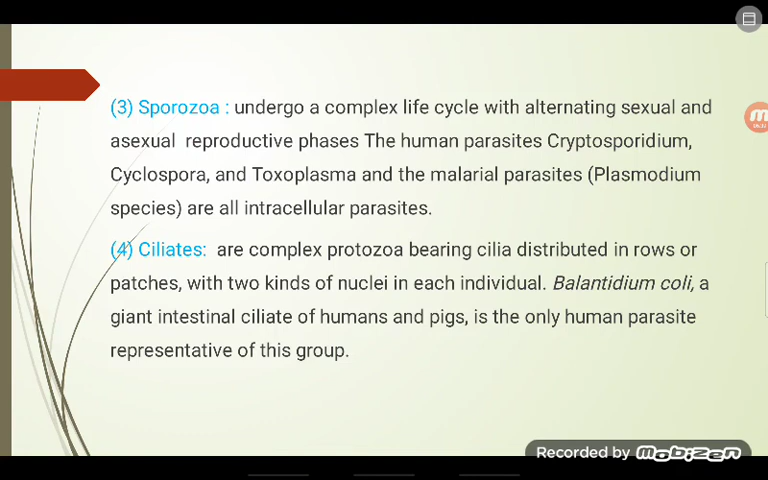 (3) Sporozoa : undergo a complex life cycle with alternating sexual and
asexual reproductive phases The human parasites Cryptosporidium,
Cyclospora, and Toxoplasma and the malarial parasites (Plasmodium
species) are all intracellular parasites.
(4) Ciliates: are complex protozoa bearing cilia distributed in rows or
patches, with two kinds of nuclei in each individual. Balantidium coli, a
giant intestinal ciliate of humans and pigs, is the only human parasite
representative of this group.
Recorded by Mobizen